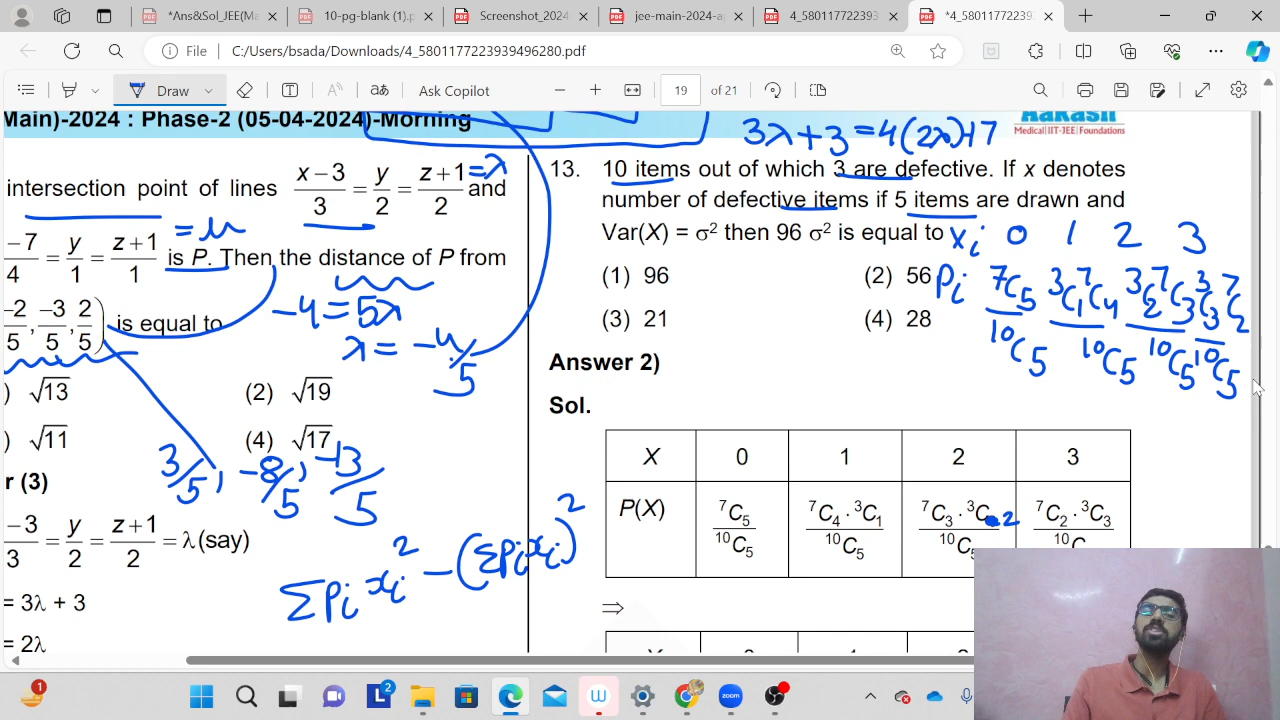 *Ans&Sol_JEE(Ma
10-pg-blank (1).p
Screenshot_2024
jee-main-2024-a
4_580117722393
*4_58011772239
File
C:/Users/bsada/Downloads/4_5801177223939496280.pdf
Draw
Ask Copilot
19 of 21
Main)-2024 : Phase-2 (05-04-2024)-Morning
Aakash
Medical|IIT-JEE|Foundations
intersection point of lines x−3/3 = y/2 = z+1/2 =λ and
=μ
−7/4 = y/1 = z+1/1 is P. Then the distance of P from
−2/5, −3/5, 2/5) is equal to
−4=5λ
λ=−4/5
) √13 (2) √19
) √11 (4) √17
3/5, −8/5, −13/5
r (3)
−3/3 = y/2 = z+1/2 = λ(say)
= 3λ + 3
= 2λ
Σpᵢxᵢ² − (Σpᵢxᵢ)²
3λ+3=4(2λ)+7
13. 10 items out of which 3 are defective. If x denotes
number of defective items if 5 items are drawn and
Var(X) = σ² then 96 σ² is equal to
xᵢ 0 1 2 3
pᵢ ⁷C₅/¹⁰C₅ ³C₁⁷C₄/¹⁰C₅ ³C₂⁷C₃/¹⁰C₅ ³C₃⁷C₂/¹⁰C₅
(1) 96 (2) 56
(3) 21 (4) 28
Answer 2)
Sol.
X 0 1 2 3
P(X) ⁷C₅/¹⁰C₅ ⁷C₄·³C₁/¹⁰C₅ ⁷C₃·³C₂/¹⁰C₅ ⁷C₂·³C₃/¹⁰C
⇒
1
2
zoom